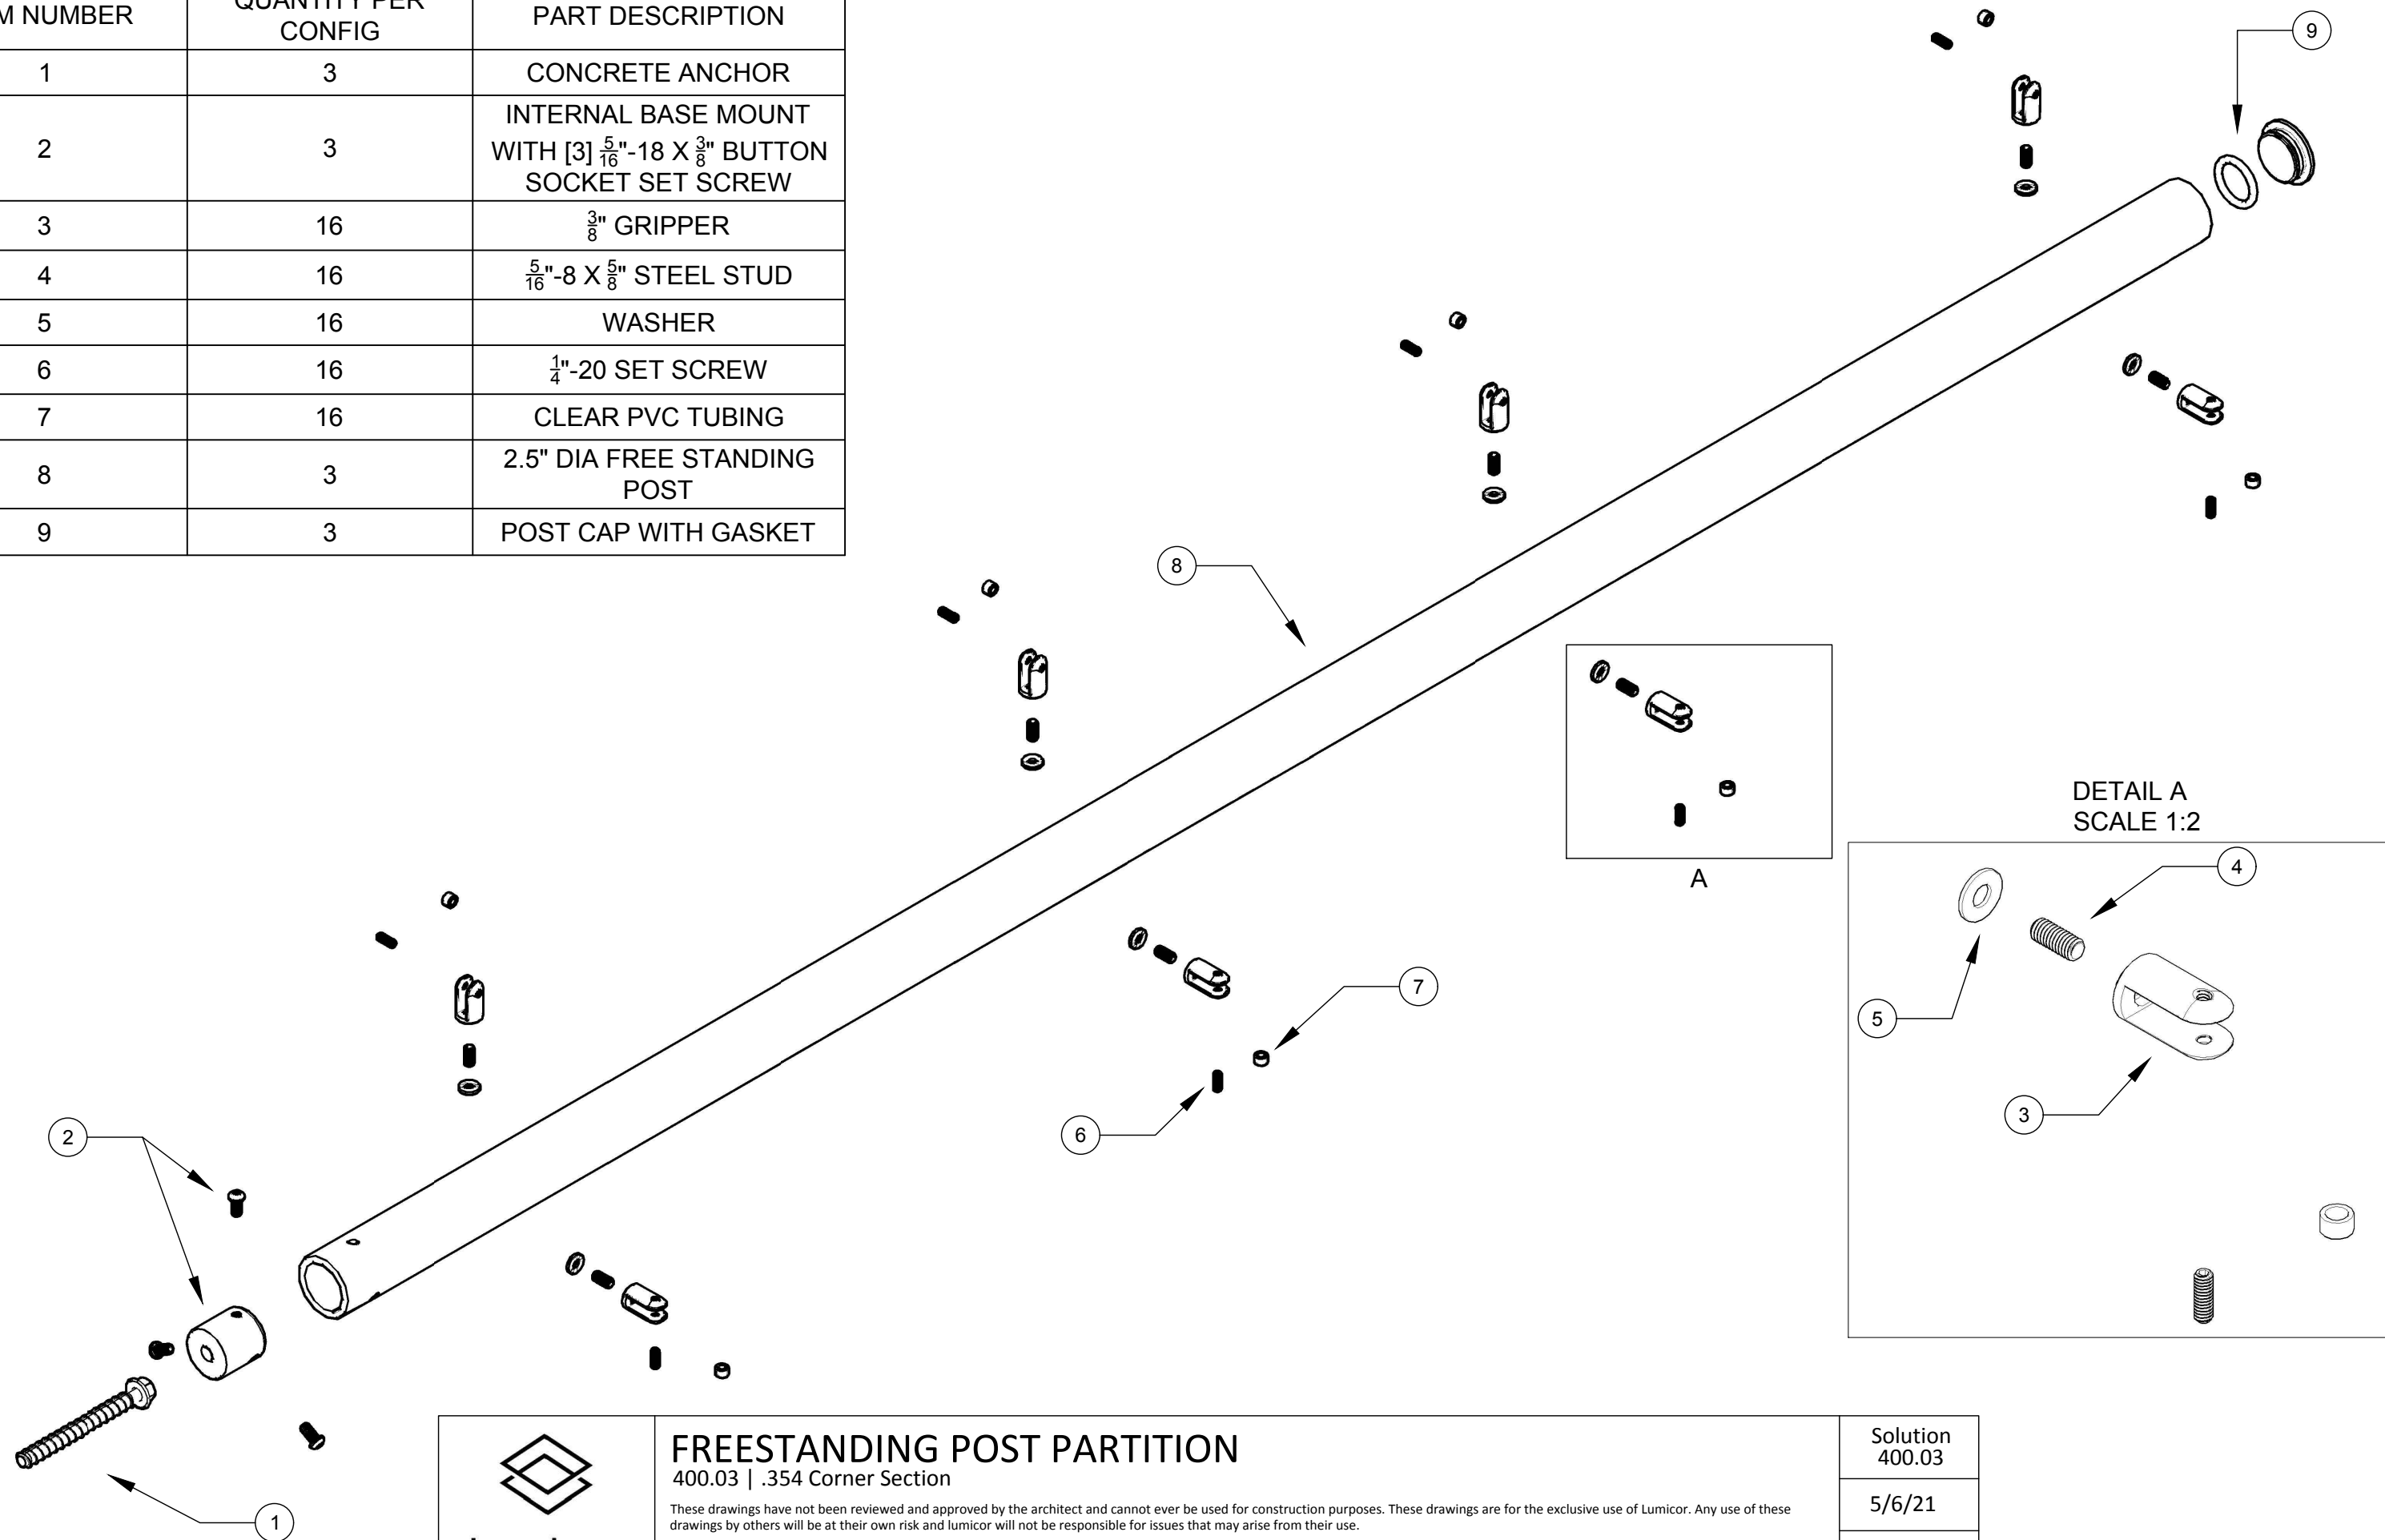 M NUMBER
QUANTITY PER
CONFIG
PART DESCRIPTION
1
3
CONCRETE ANCHOR
2
3
INTERNAL BASE MOUNT
WITH [3] 5/16"-18 X 3/8" BUTTON
SOCKET SET SCREW
3
16
3/8" GRIPPER
4
16
5/16"-8 X 5/8" STEEL STUD
5
16
WASHER
6
16
1/4"-20 SET SCREW
7
16
CLEAR PVC TUBING
8
3
2.5" DIA FREE STANDING
POST
9
3
POST CAP WITH GASKET
9
8
A
DETAIL A
SCALE 1:2
4
5
3
7
6
2
1
FREESTANDING POST PARTITION
400.03 | .354 Corner Section
These drawings have not been reviewed and approved by the architect and cannot ever be used for construction purposes. These drawings are for the exclusive use of Lumicor. Any use of these
drawings by others will be at their own risk and lumicor will not be responsible for issues that may arise from their use.
Solution
400.03
5/6/21